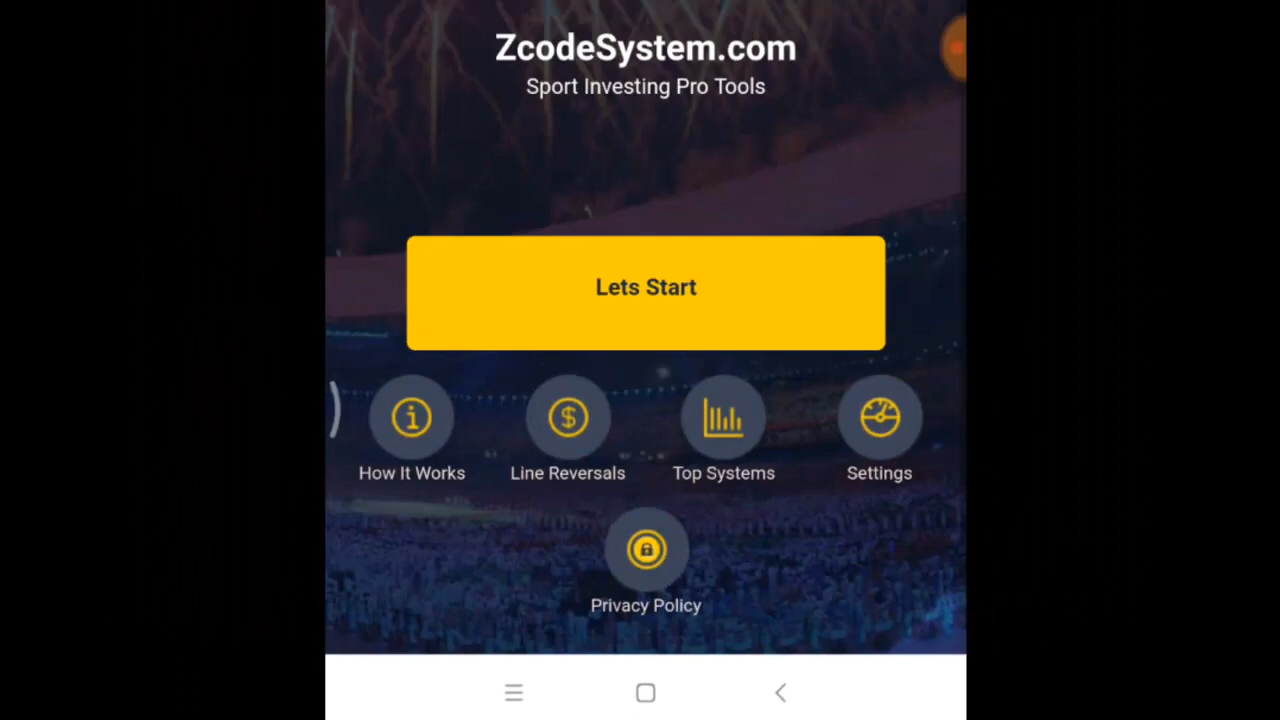 ZcodeSystem.com
Sport Investing Pro Tools
Lets Start
How It Works
Line Reversals
Top Systems
Settings
Privacy Policy